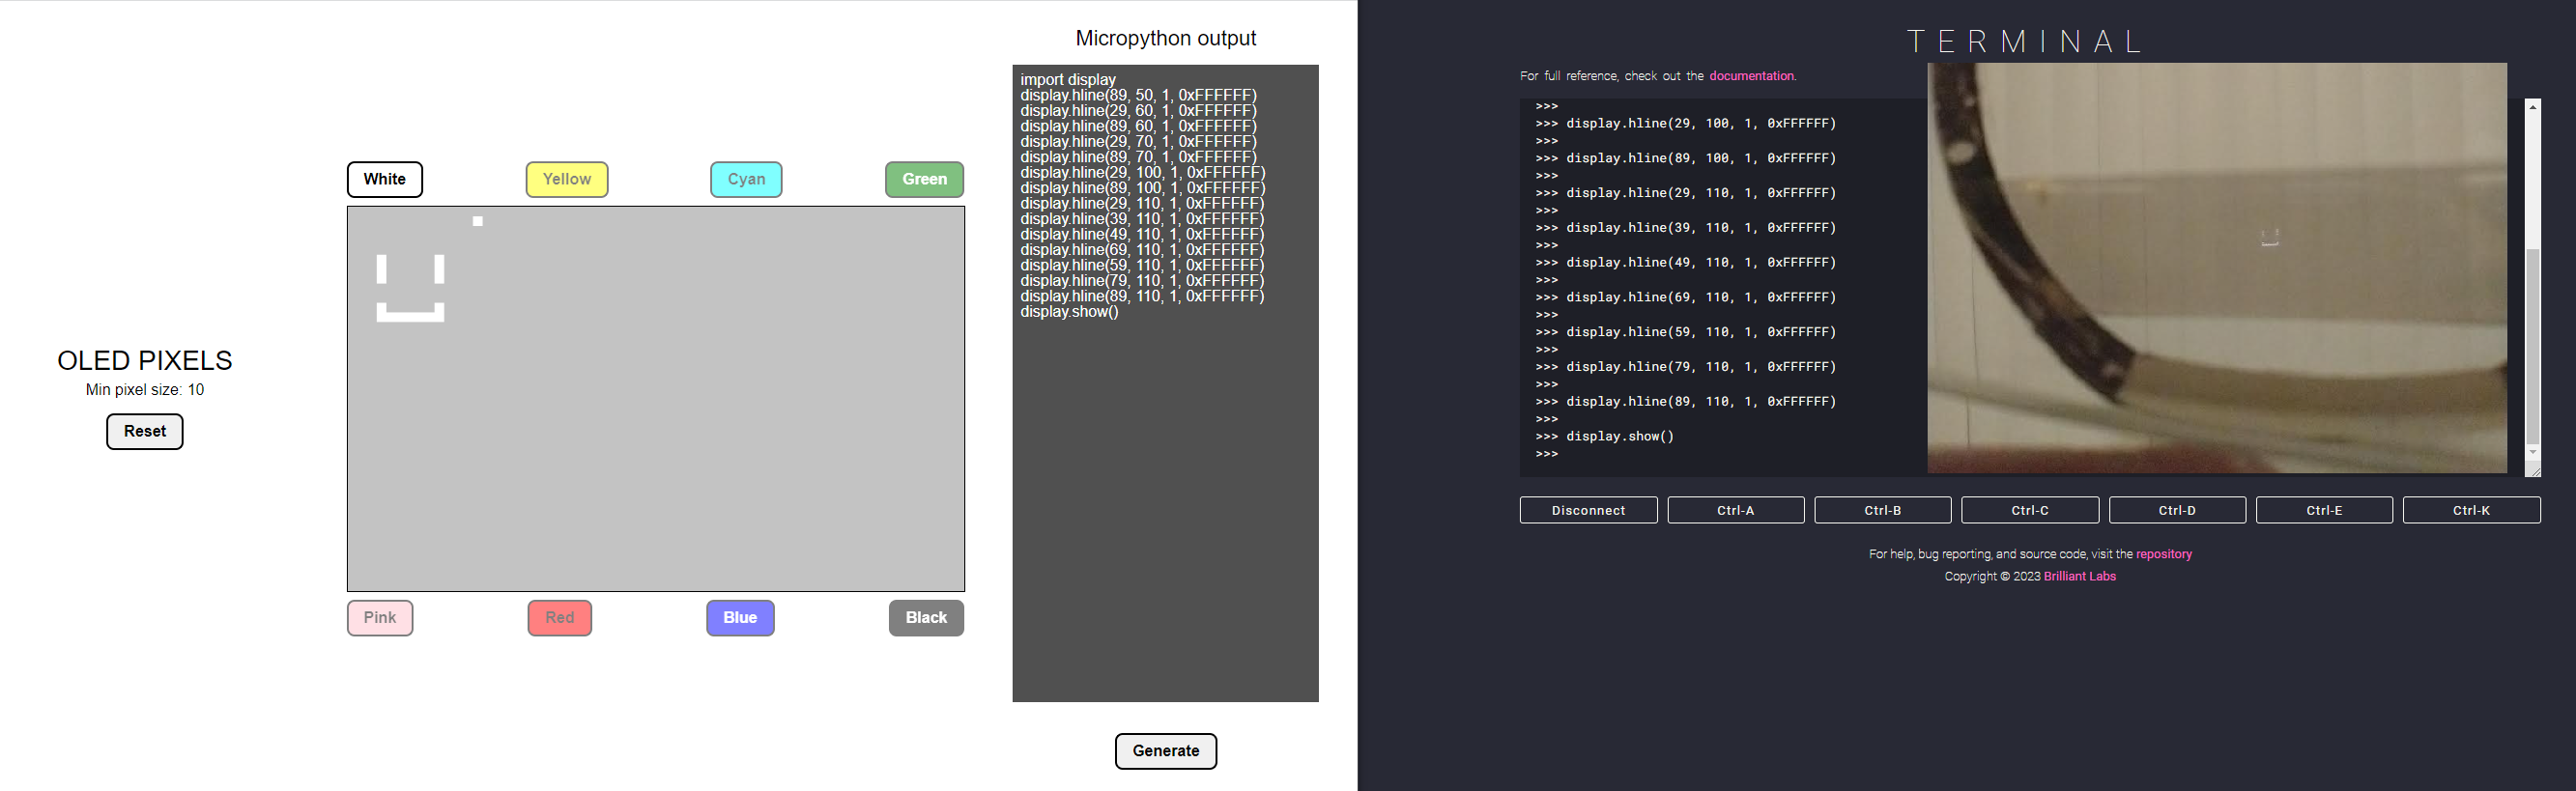 OLED PIXELS
Min pixel size: 10
Reset
White
Yellow
Cyan
Green
Pink
Red
Blue
Black
Micropython output
import display
display.hline(89, 50, 1, 0xFFFFFF)
display.hline(29, 60, 1, 0xFFFFFF)
display.hline(89, 60, 1, 0xFFFFFF)
display.hline(29, 70, 1, 0xFFFFFF)
display.hline(89, 70, 1, 0xFFFFFF)
display.hline(29, 100, 1, 0xFFFFFF)
display.hline(89, 100, 1, 0xFFFFFF)
display.hline(29, 110, 1, 0xFFFFFF)
display.hline(39, 110, 1, 0xFFFFFF)
display.hline(49, 110, 1, 0xFFFFFF)
display.hline(69, 110, 1, 0xFFFFFF)
display.hline(59, 110, 1, 0xFFFFFF)
display.hline(79, 110, 1, 0xFFFFFF)
display.hline(89, 110, 1, 0xFFFFFF)
display.show()
Generate
TERMINAL
For full reference, check out the documentation.
>>>
>>> display.hline(29, 100, 1, 0xFFFFFF)
>>>
>>> display.hline(89, 100, 1, 0xFFFFFF)
>>>
>>> display.hline(29, 110, 1, 0xFFFFFF)
>>>
>>> display.hline(39, 110, 1, 0xFFFFFF)
>>>
>>> display.hline(49, 110, 1, 0xFFFFFF)
>>>
>>> display.hline(69, 110, 1, 0xFFFFFF)
>>>
>>> display.hline(59, 110, 1, 0xFFFFFF)
>>>
>>> display.hline(79, 110, 1, 0xFFFFFF)
>>>
>>> display.hline(89, 110, 1, 0xFFFFFF)
>>>
>>> display.show()
>>>
Disconnect
Ctrl-A
Ctrl-B
Ctrl-C
Ctrl-D
Ctrl-E
Ctrl-K
For help, bug reporting, and source code, visit the repository
Copyright © 2023 Brilliant Labs